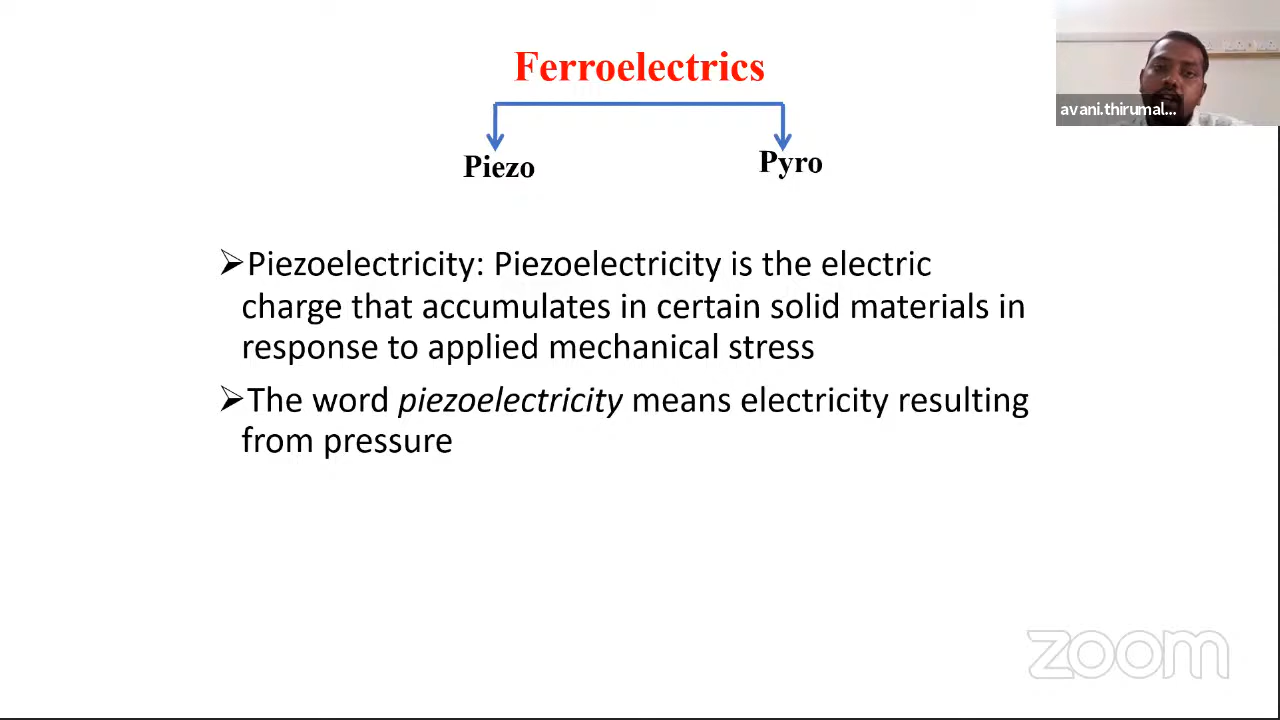 Ferroelectrics
avani.thirumal...
Piezo
Pyro
➢Piezoelectricity: Piezoelectricity is the electric
charge that accumulates in certain solid materials in
response to applied mechanical stress
➢The word piezoelectricity means electricity resulting
from pressure
zoom